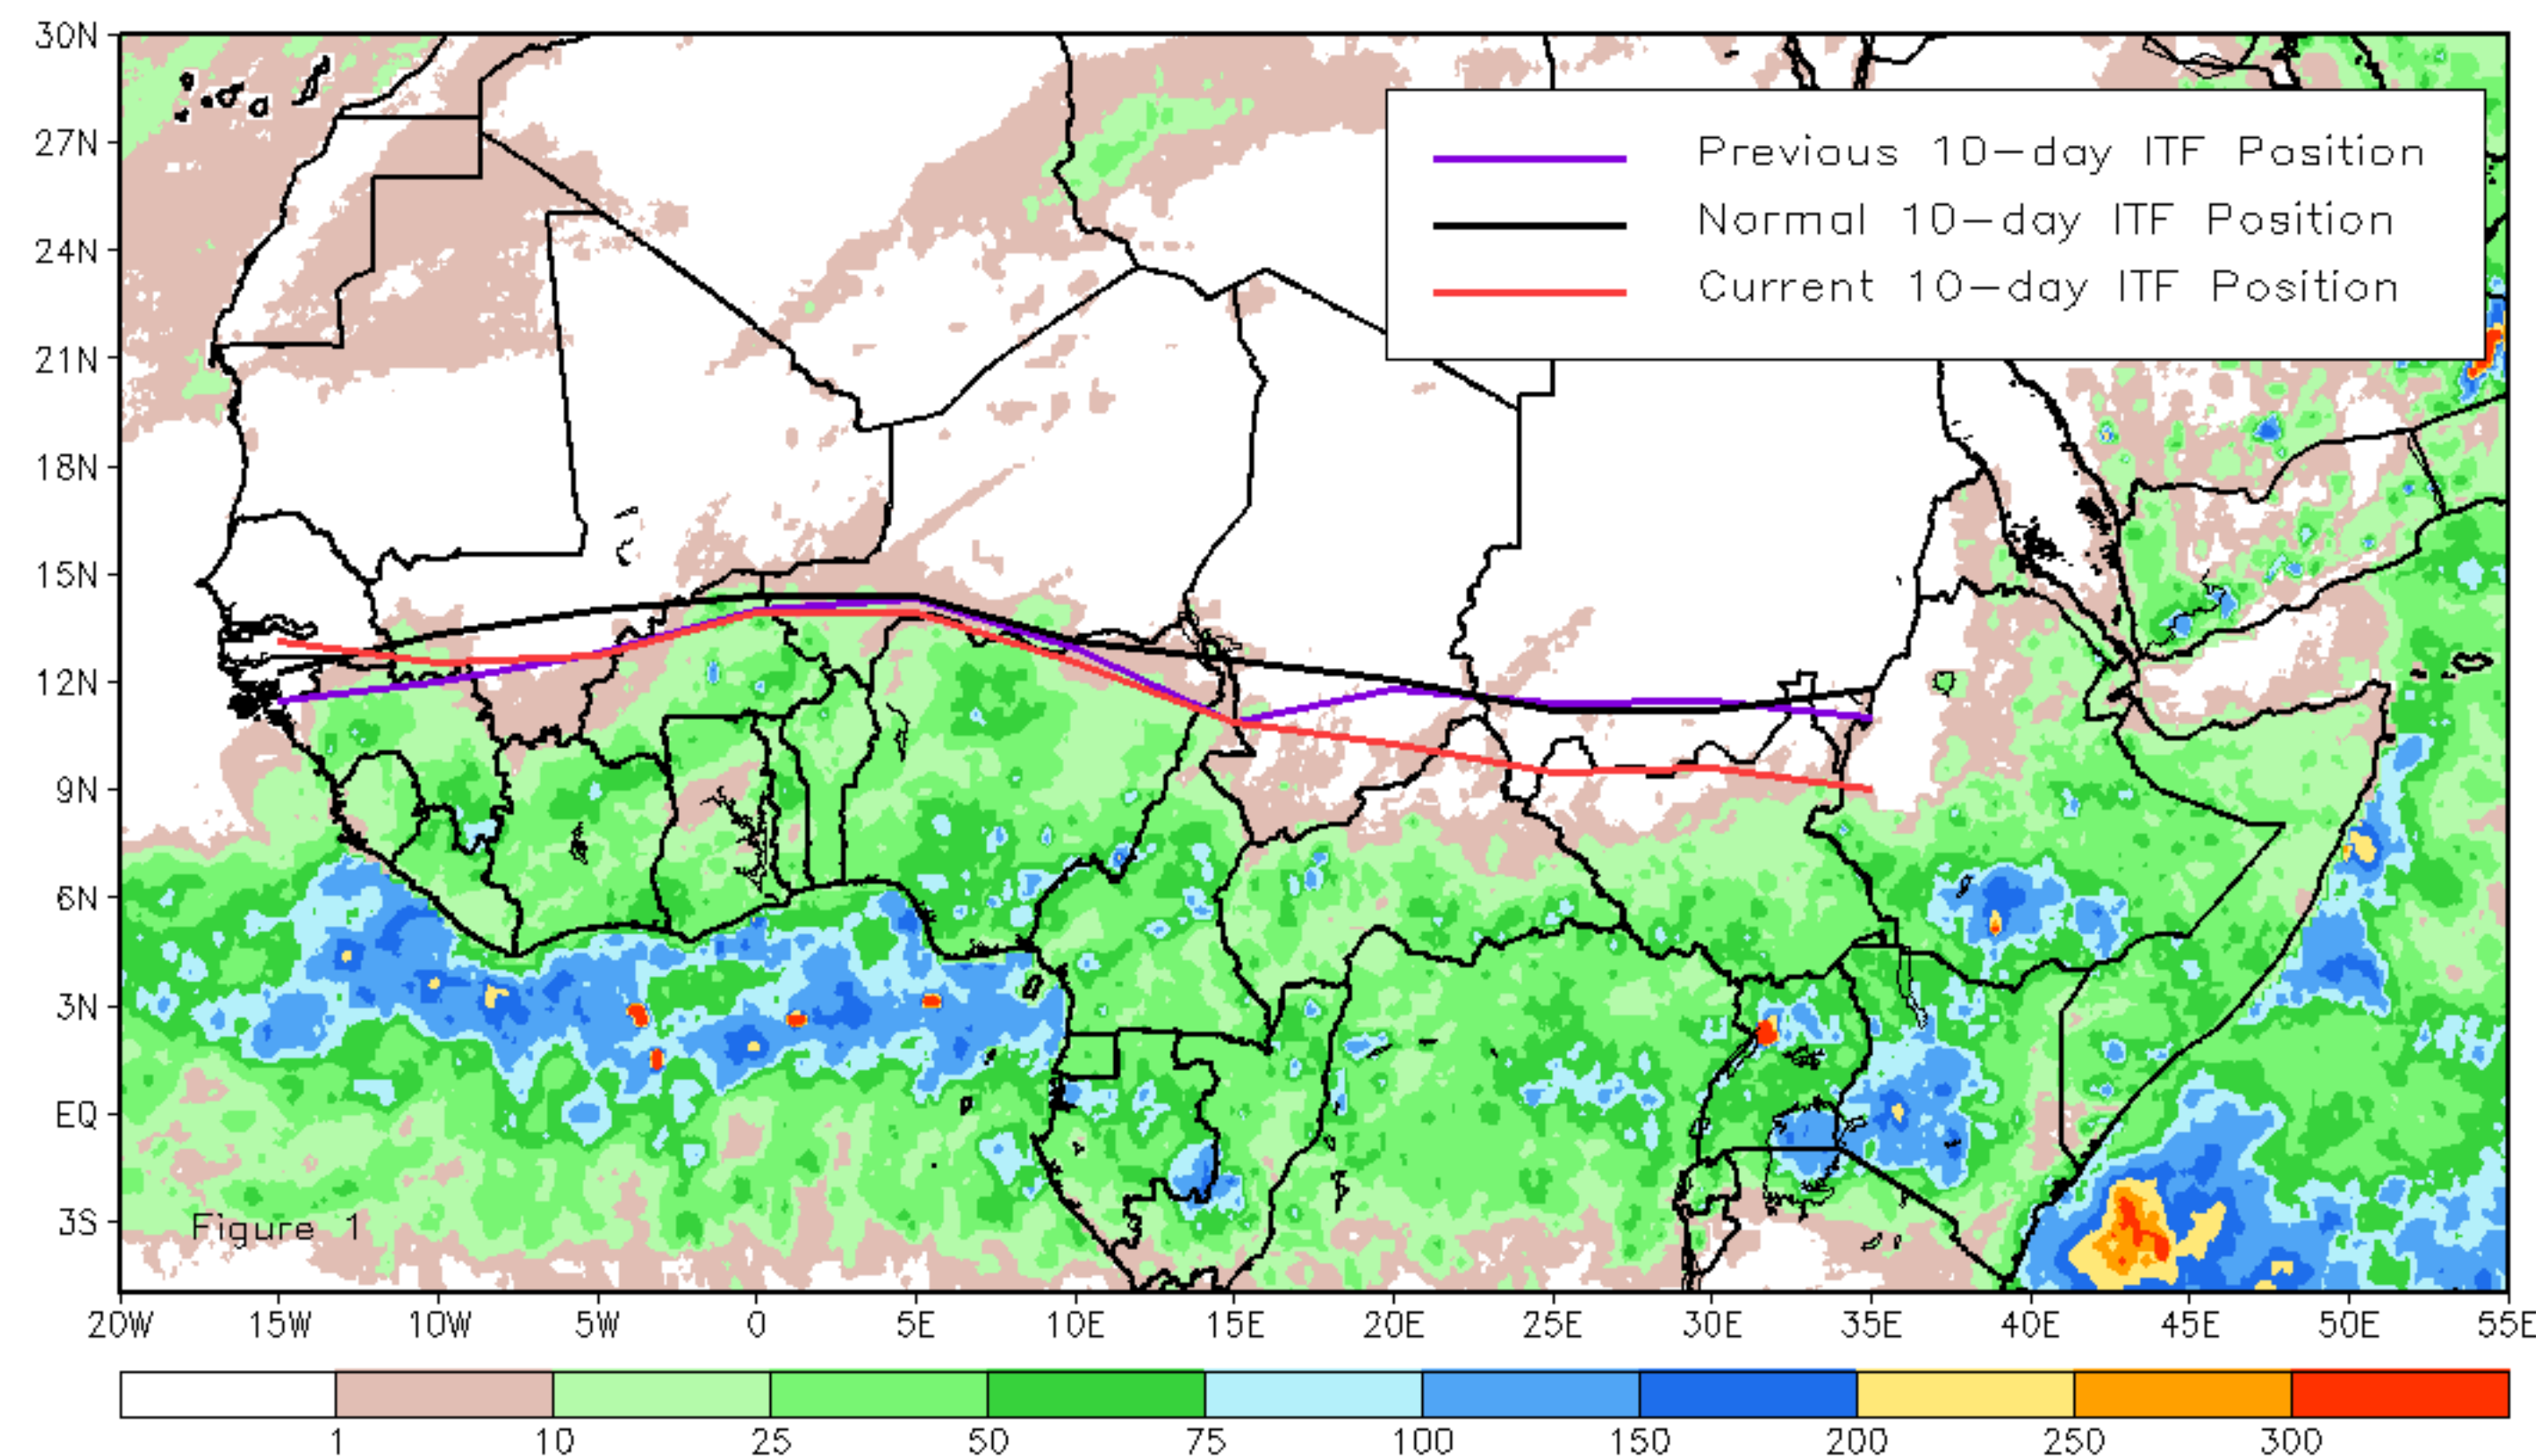 30N
27N
24N
21N
18N
15N
12N
9N
6N
3N
EQ
3S
Previous 10-day ITF Position
Normal 10-day ITF Position
Current 10-day ITF Position
Figure 1
20W 15W 10W 5W 0 5E 10E 15E 20E 25E 30E 35E 40E 45E 50E 55E
1 10 25 50 75 100 150 200 250 300